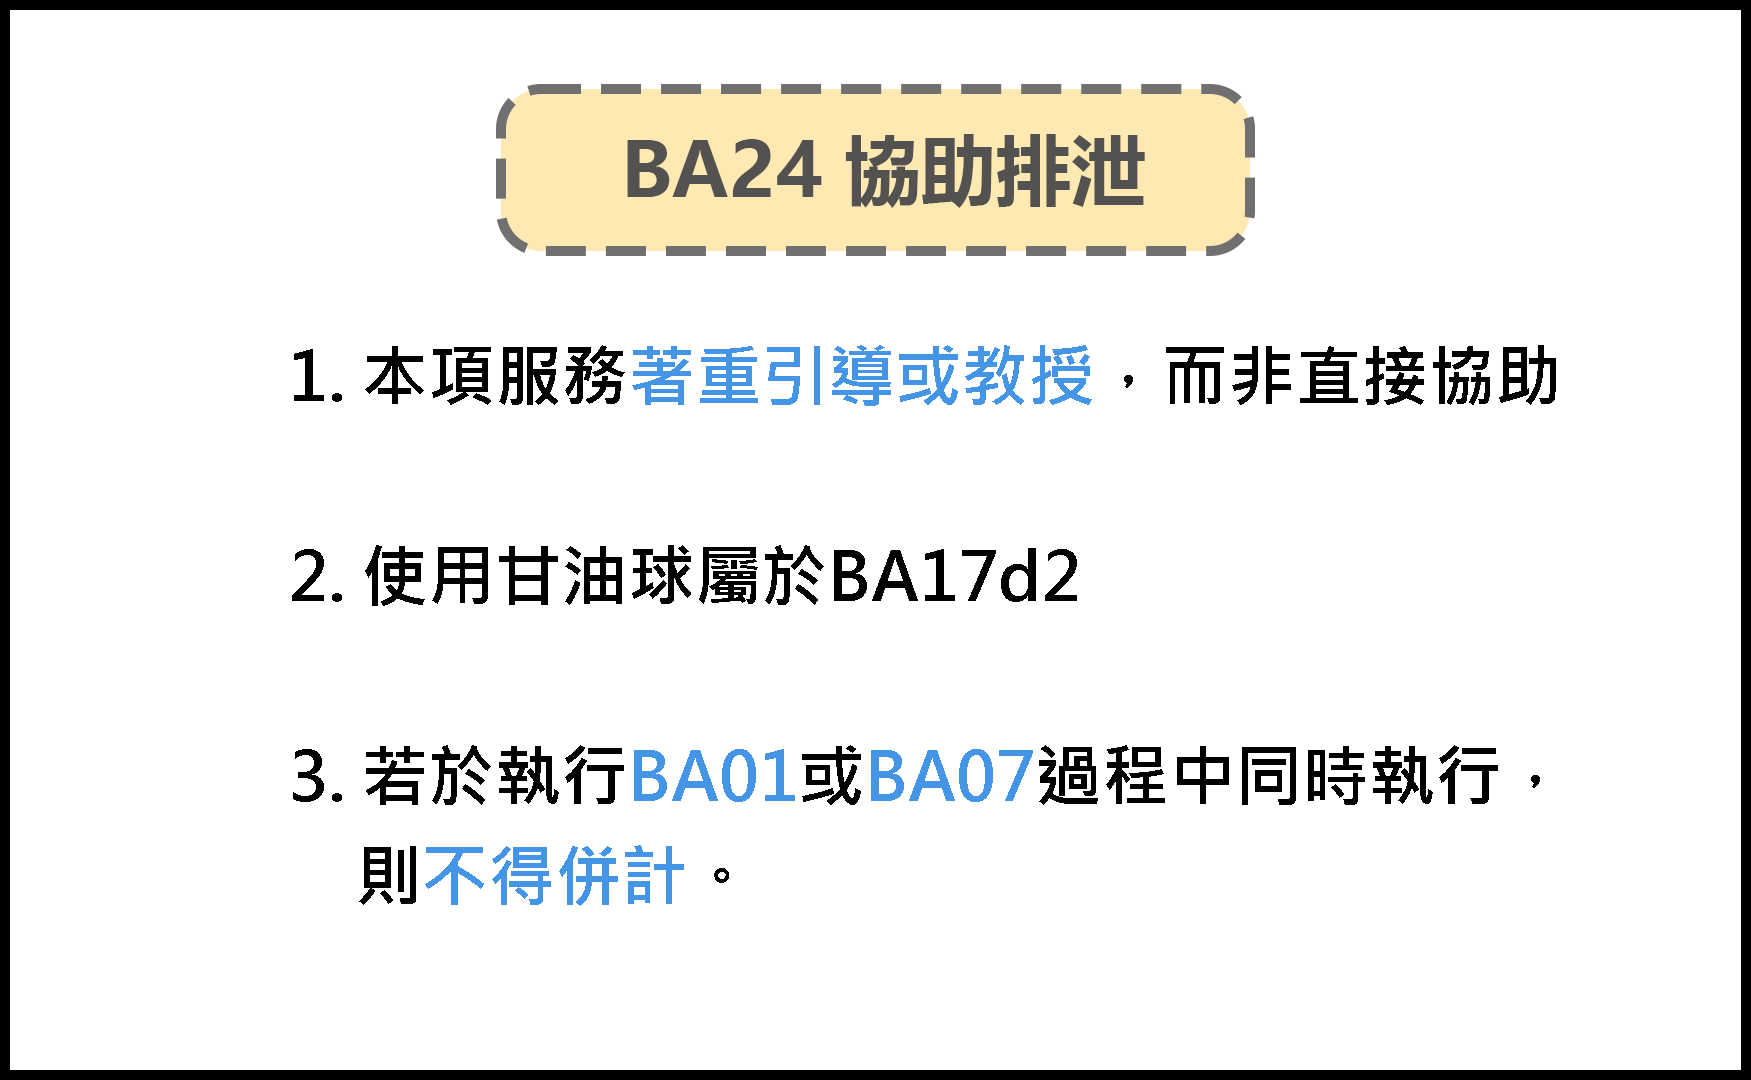 BA24 協助排泄
1. 本項服務著重引導或教授，而非直接協助
2. 使用甘油球屬於BA17d2
3. 若於執行BA01或BA07過程中同時執行，
則不得併計。